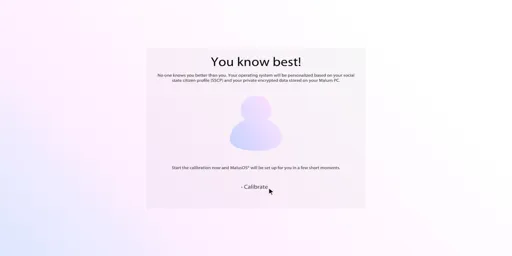 You know best!
No one knows you better than you. Your operating system will be personalized based on your social
state citizen profile (SSCP) and your private encrypted data stored on your Malum PC.
Start the calibration now and MalusOS® will be set up for you in a few short moments.
- Calibrate